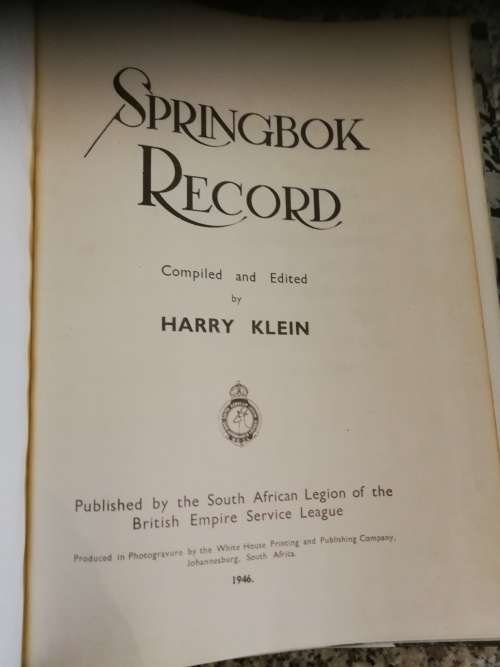 SPRINGBOK
RECORD
Compiled and Edited
by
HARRY KLEIN
Published by the South African Legion of the
British Empire Service League
Produced in Photogravure by the White House Printing and Publishing Company,
Johannesburg, South Africa.
1946.